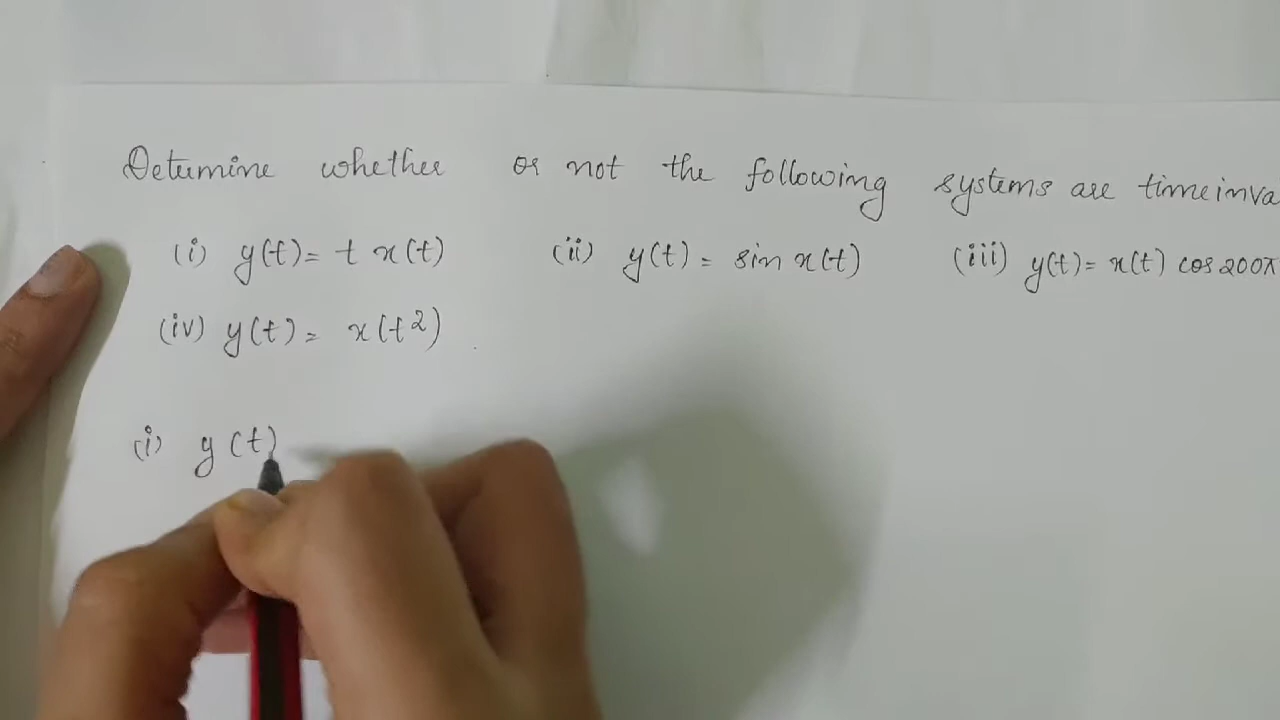 Determine whether or not the following systems are timeinva
(i) y(t) = t x(t) (ii) y(t) = sin x(t) (iii) y(t) = x(t) cos 200π
(iv) y(t) = x(t²)
(i) y(t)